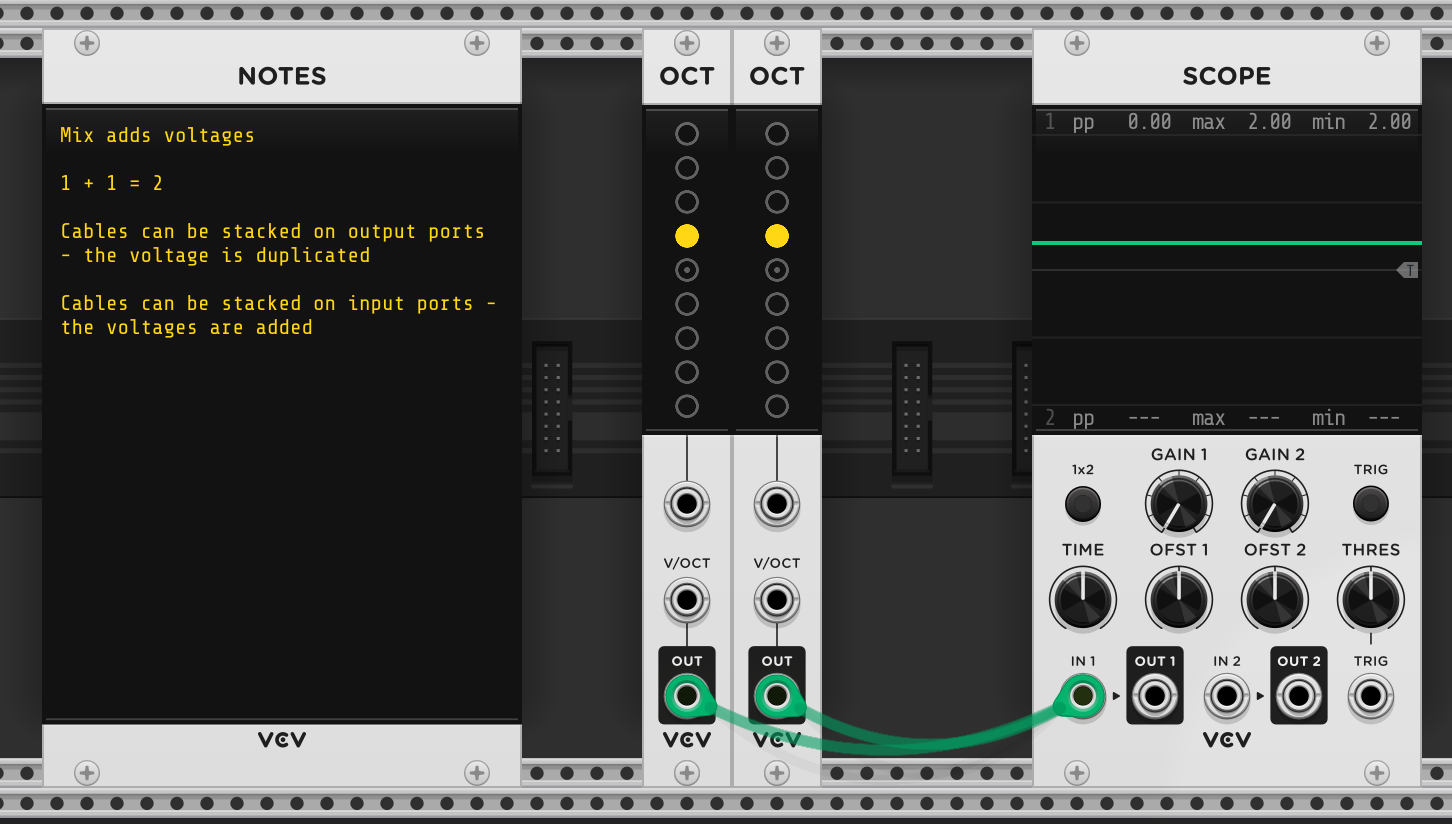 NOTES
Mix adds voltages
1 + 1 = 2
Cables can be stacked on output ports
- the voltage is duplicated
Cables can be stacked on input ports -
the voltages are added
VCV
OCT
V/OCT
OUT
VCV
OCT
V/OCT
OUT
VCV
SCOPE
1 pp 0.00 max 2.00 min 2.00
T
2 pp --- max --- min ---
1x2 GAIN 1 GAIN 2 TRIG
TIME OFST 1 OFST 2 THRES
IN 1 OUT 1 IN 2 OUT 2 TRIG
VCV